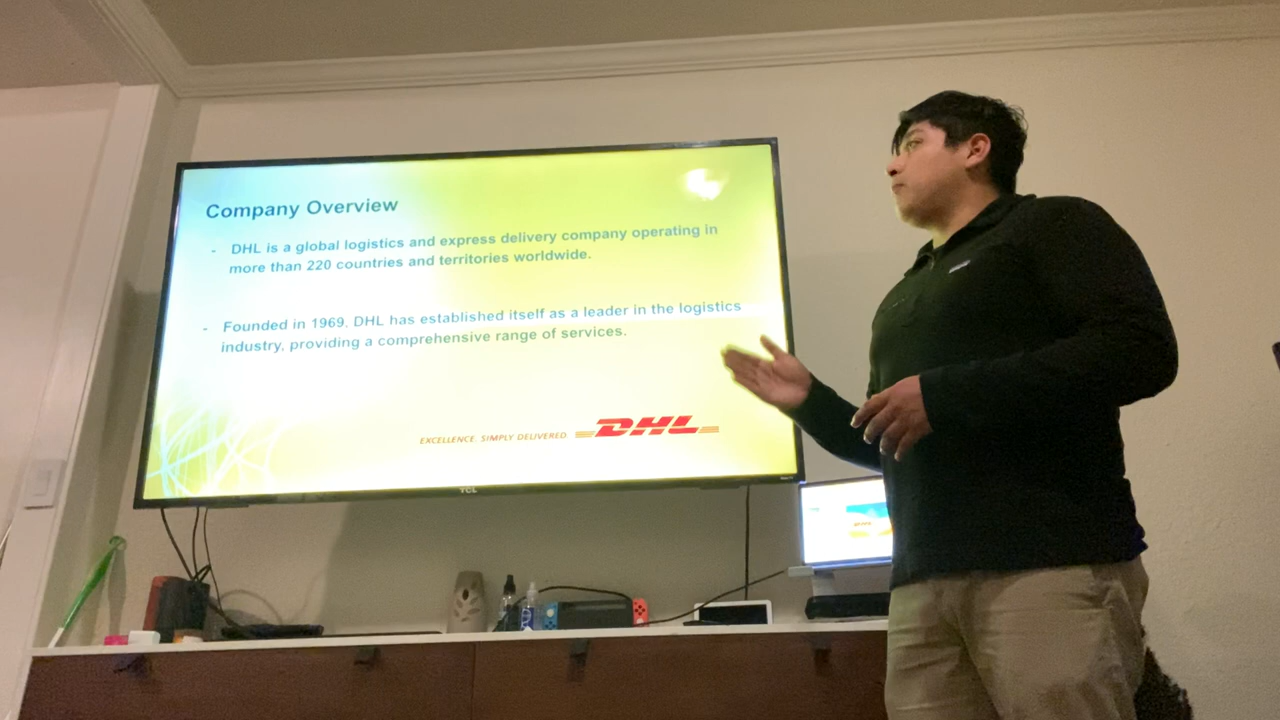 Company Overview
- DHL is a global logistics and express delivery company operating in
more than 220 countries and territories worldwide.
- Founded in 1969, DHL has established itself as a leader in the logistics
industry, providing a comprehensive range of services.
EXCELLENCE. SIMPLY DELIVERED.
DHL
TCL